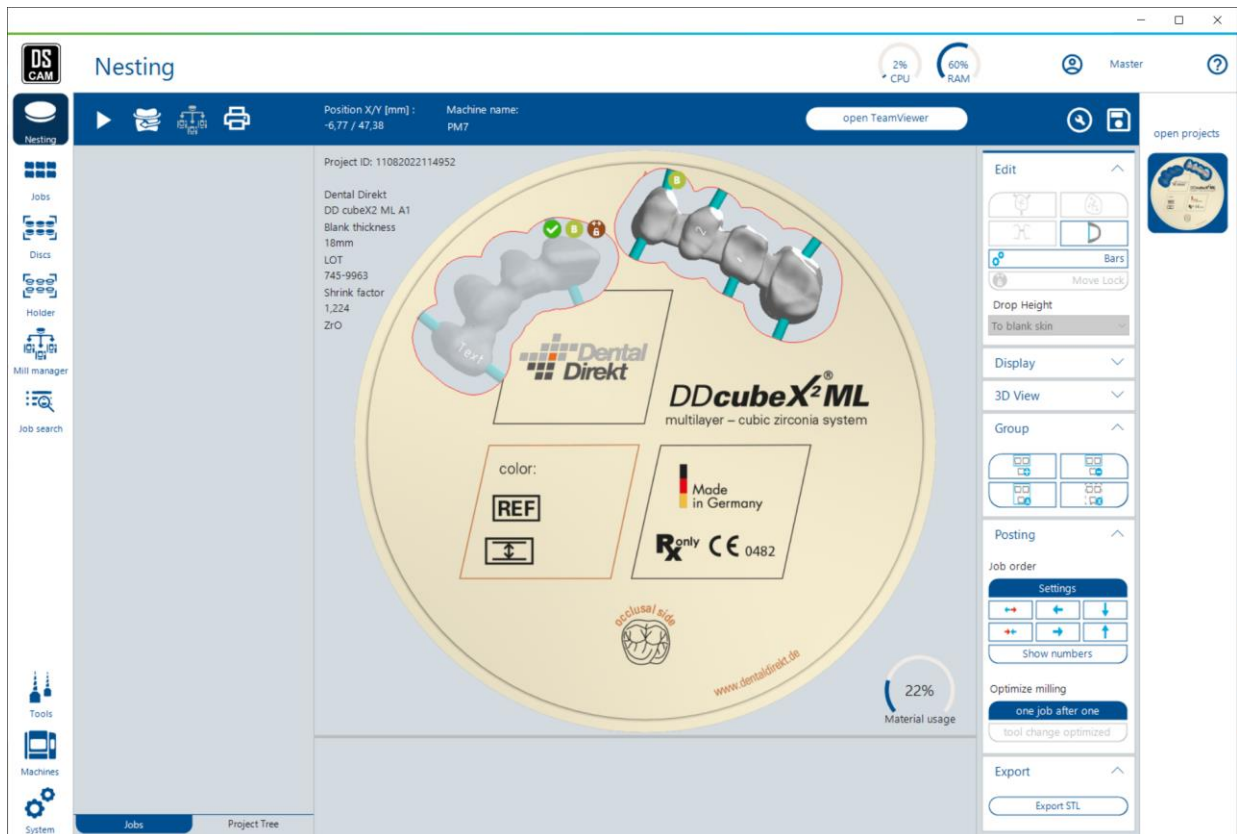 DS
CAM
Nesting
2%
CPU
60%
RAM
Master
?
Nesting
Position X/Y [mm] :
-6,77 / 47,38
Machine name:
PM7
open TeamViewer
open projects
Jobs
Discs
Holder
Mill manager
Job search
Tools
Machines
System
Project ID: 11082022114952
Dental Direkt
DD cubeX2 ML A1
Blank thickness
18mm
LOT
745-9963
Shrink factor
1,224
ZrO
B
B
2
Text
Dental
Direkt
DDcubeX²®ML
multilayer – cubic zirconia system
color:
REF
Made
in Germany
Rx only CE 0482
occlusal side
www.dentaldirekt.de
22%
Material usage
Edit
Bars
Move Lock
Drop Height
To blank skin
Display
3D View
Group
Posting
Job order
Settings
Show numbers
Optimize milling
one job after one
tool change optimized
Export
Export STL
Jobs
Project Tree